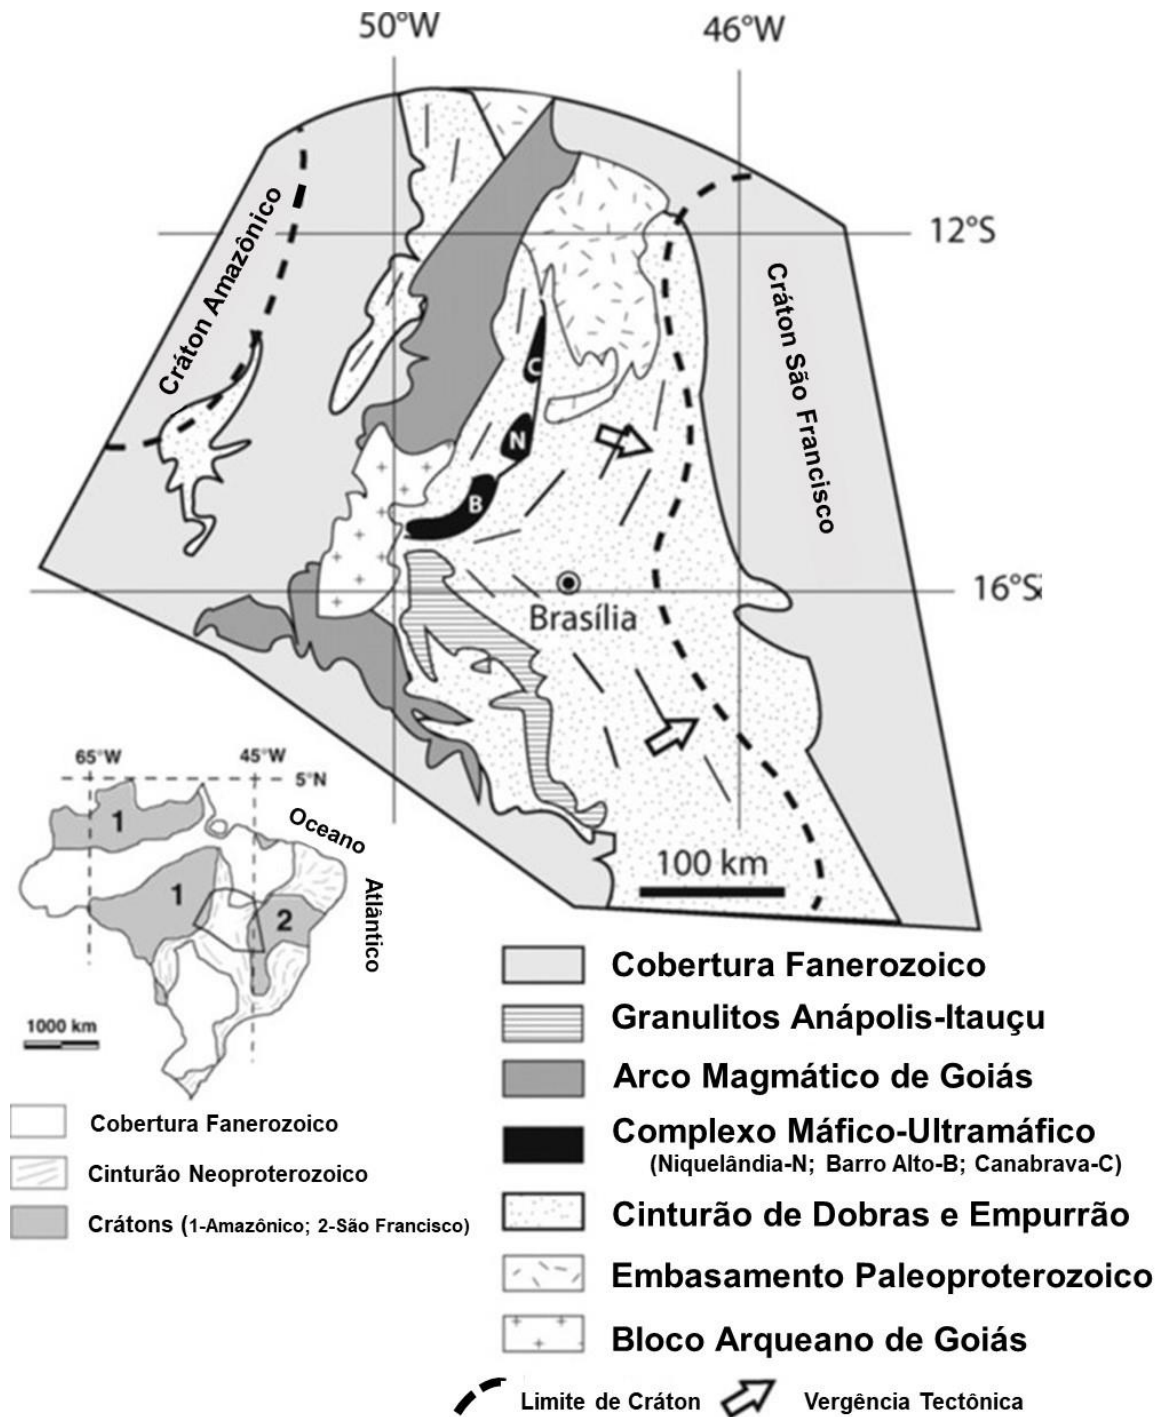 50°W
46°W
Cráton Amazônico
12°S
Cráton São Francisco
C
N
B
16°S
Brasília
100 km
65°W
45°W
5°N
1
Oceano
Atlântico
1
2
1000 km
Cobertura Fanerozoico
Cinturão Neoproterozoico
Crátons (1-Amazônico; 2-São Francisco)
Cobertura Fanerozoico
Granulitos Anápolis-Itauçu
Arco Magmático de Goiás
Complexo Máfico-Ultramáfico
(Niquelândia-N; Barro Alto-B; Canabrava-C)
Cinturão de Dobras e Empurrão
Embasamento Paleoproterozoico
Bloco Arqueano de Goiás
Limite de Cráton
Vergência Tectônica